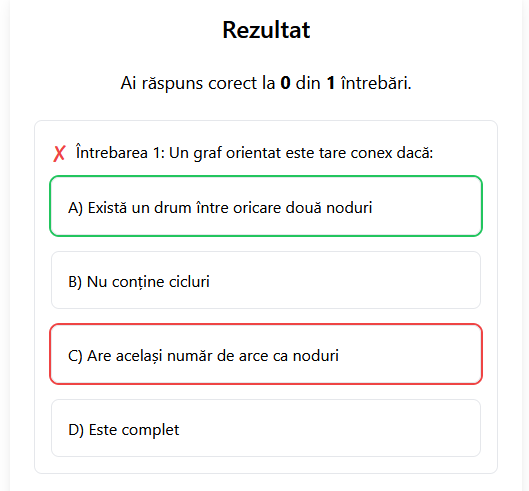 Rezultat
Ai răspuns corect la 0 din 1 întrebări.
✗ Întrebarea 1: Un graf orientat este tare conex dacă:
A) Există un drum între oricare două noduri
B) Nu conține cicluri
C) Are același număr de arce ca noduri
D) Este complet